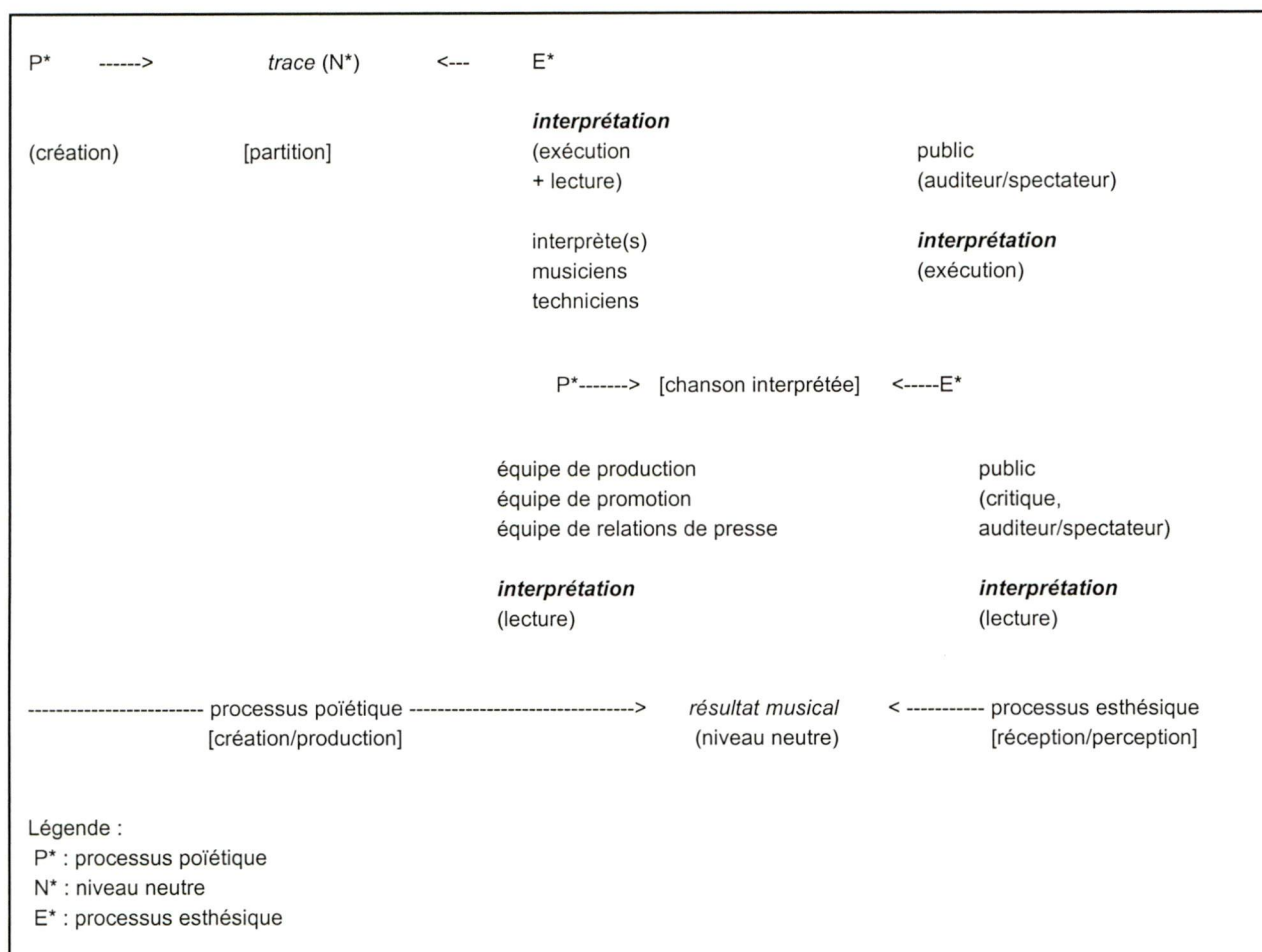 P* ------> trace (N*) <--- E*
interprétation
(création) [partition] (exécution public
+ lecture) (auditeur/spectateur)
interprète(s) interprétation
musiciens (exécution)
techniciens
P*-------> [chanson interprétée] <-----E*
équipe de production public
équipe de promotion (critique,
équipe de relations de presse auditeur/spectateur)
interprétation interprétation
(lecture) (lecture)
------------------------- processus poïétique --------------------------------> résultat musical < ----------- processus esthésique
[création/production] (niveau neutre) [réception/perception]
Légende :
P* : processus poïétique
N* : niveau neutre
E* : processus esthésique